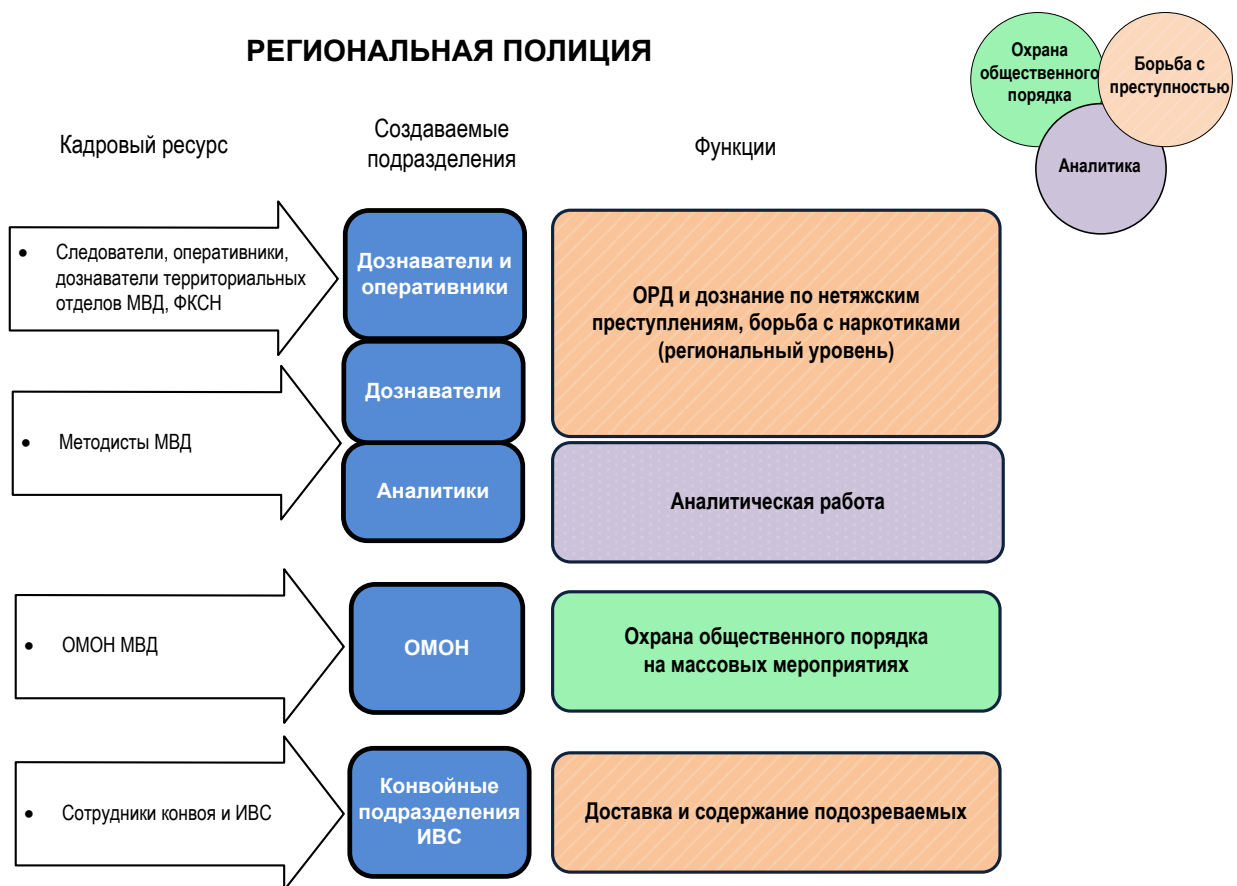 РЕГИОНАЛЬНАЯ ПОЛИЦИЯ
Охрана
общественного
порядка
Борьба с
преступностью
Аналитика
Кадровый ресурс
Создаваемые
подразделения
Функции
• Следователи, оперативники,
дознаватели территориальных
отделов МВД, ФКСН
Дознаватели и
оперативники
ОРД и дознание по нетяжским
преступлениям, борьба с наркотиками
(региональный уровень)
Дознаватели
• Методисты МВД
Аналитики
Аналитическая работа
• ОМОН МВД
ОМОН
Охрана общественного порядка
на массовых мероприятиях
• Сотрудники конвоя и ИВС
Конвойные
подразделения
ИВС
Доставка и содержание подозреваемых